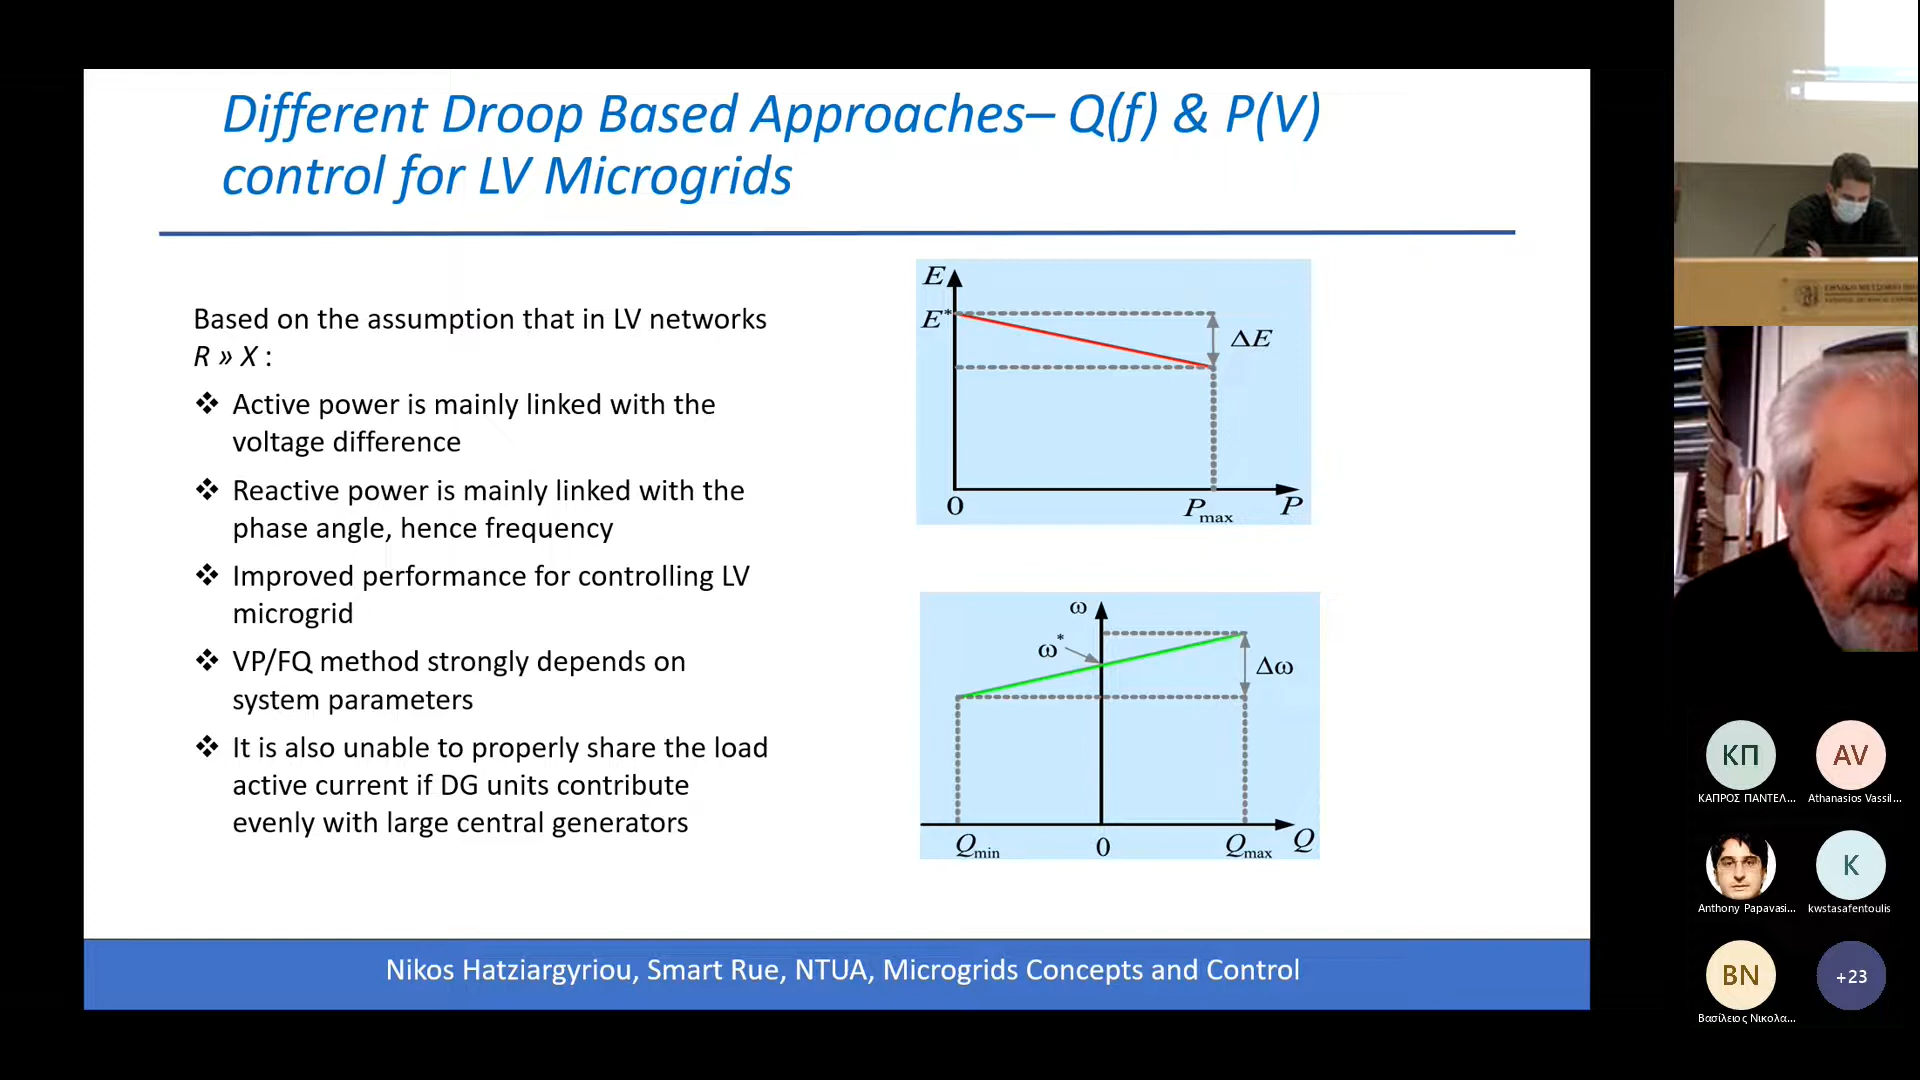 Different Droop Based Approaches– Q(f) & P(V)
control for LV Microgrids
Based on the assumption that in LV networks
R » X :
❖ Active power is mainly linked with the
voltage difference
❖ Reactive power is mainly linked with the
phase angle, hence frequency
❖ Improved performance for controlling LV
microgrid
❖ VP/FQ method strongly depends on
system parameters
❖ It is also unable to properly share the load
active current if DG units contribute
evenly with large central generators
E
E*
ΔE
0
Pmax
P
ω
ω*
Δω
Qmin
0
Qmax
Q
Nikos Hatziargyriou, Smart Rue, NTUA, Microgrids Concepts and Control
ΚΠ
ΚΑΠΡΟΣ ΠΑΝΤΕΛ...
AV
Athanasios Vassil...
Anthony Papavasi...
K
kwstasafentoulis
BN
Βασίλειος Νικολα...
+23